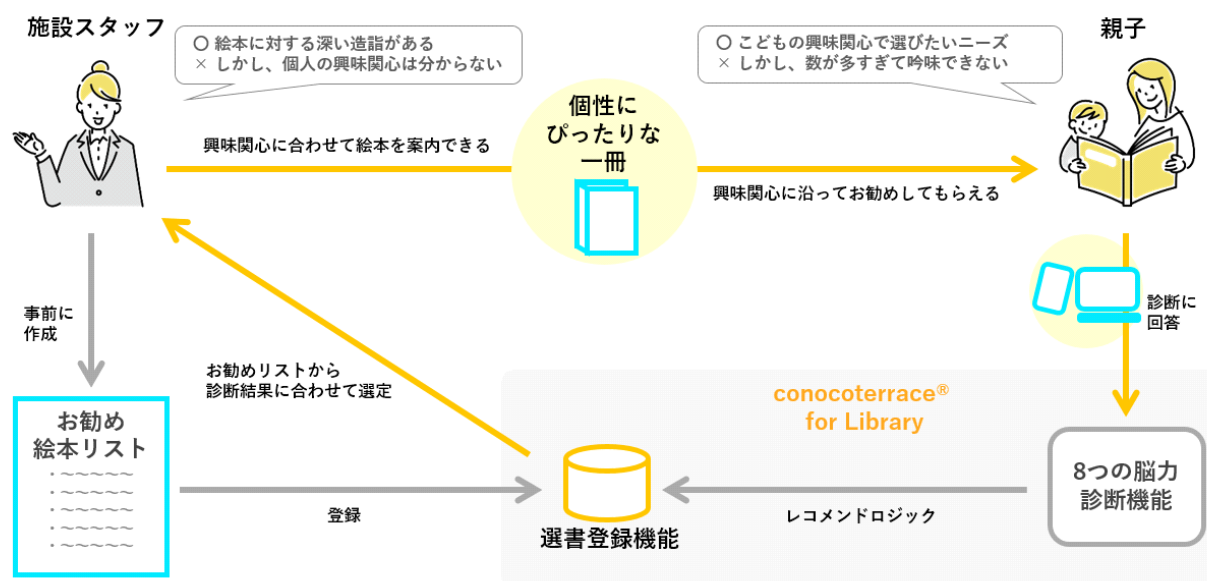 施設スタッフ
〇 絵本に対する深い造詣がある
× しかし、個人の興味関心は分からない
〇 こどもの興味関心で選びたいニーズ
× しかし、数が多すぎて吟味できない
親子
個性に
ぴったりな
一冊
興味関心に合わせて絵本を案内できる
興味関心に沿ってお勧めしてもらえる
事前に
作成
診断に
回答
お勧めリストから
診断結果に合わせて選定
conocoterrace®
for Library
お勧め
絵本リスト
・~~~~~
・~~~~~
・~~~~~
・~~~~~
・~~~~~
登録
選書登録機能
レコメンドロジック
8つの脳力
診断機能